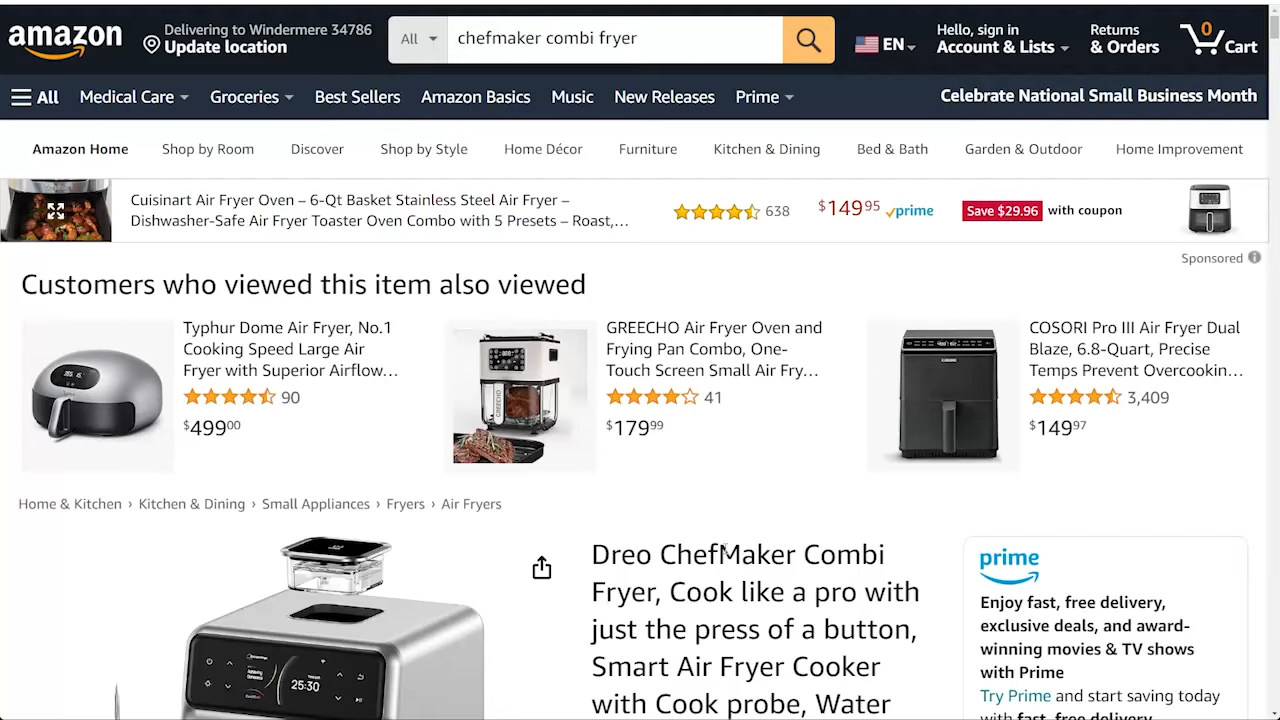 amazon
Delivering to Windermere 34786
Update location
All
chefmaker combi fryer
EN
Hello, sign in
Account & Lists
Returns
& Orders
0
Cart
All
Medical Care
Groceries
Best Sellers
Amazon Basics
Music
New Releases
Prime
Celebrate National Small Business Month
Amazon Home
Shop by Room
Discover
Shop by Style
Home Décor
Furniture
Kitchen & Dining
Bed & Bath
Garden & Outdoor
Home Improvement
Cuisinart Air Fryer Oven – 6-Qt Basket Stainless Steel Air Fryer –
Dishwasher-Safe Air Fryer Toaster Oven Combo with 5 Presets – Roast,…
638
$14995
prime
Save $29.96 with coupon
Sponsored
Customers who viewed this item also viewed
Typhur Dome Air Fryer, No.1
Cooking Speed Large Air
Fryer with Superior Airflow…
90
$49900
GREECHO Air Fryer Oven and
Frying Pan Combo, One-
Touch Screen Small Air Fry…
41
$17999
COSORI Pro III Air Fryer Dual
Blaze, 6.8-Quart, Precise
Temps Prevent Overcookin…
3,409
$14997
GREECHO
COSORI
Home & Kitchen › Kitchen & Dining › Small Appliances › Fryers › Air Fryers
25:30
Dreo ChefMaker Combi
Fryer, Cook like a pro with
just the press of a button,
Smart Air Fryer Cooker
with Cook probe, Water
prime
Enjoy fast, free delivery,
exclusive deals, and award-
winning movies & TV shows
with Prime
Try Prime and start saving today
with fast, free delivery